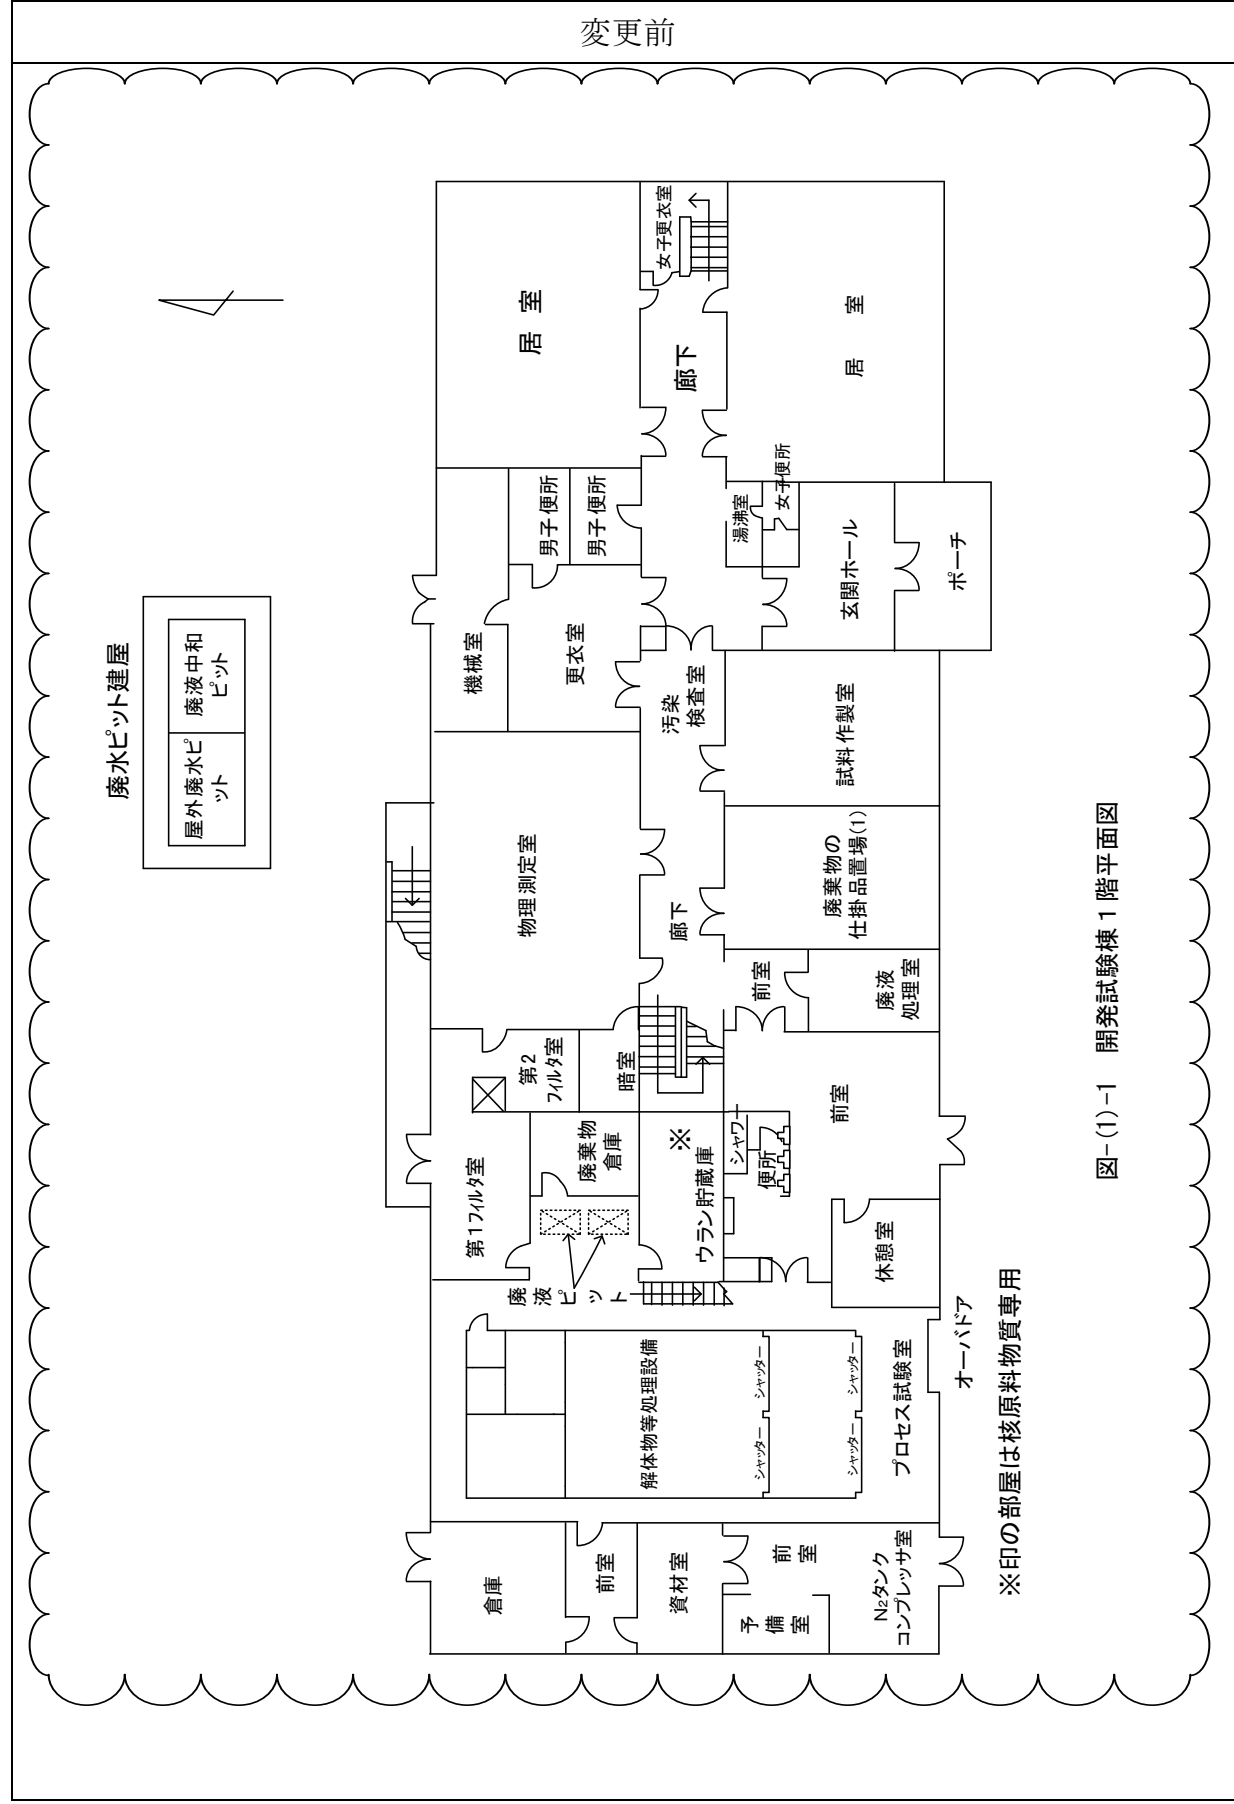 変更前
廃水ピット建屋
屋外廃水ピ
ット
廃液中和
ピット
居 室
女子更衣室
廊下
居 室
機械室
男子便所
男子便所
更衣室
湯沸室
女子便所
玄関ホール
ポーチ
汚染
検査室
試料作製室
物理測定室
廊下
廃棄物の
仕掛品置場(1)
前室
廃液
処理室
第2
フィルタ室
暗室
第1フィルタ室
廃棄物
倉庫
ウラン貯蔵庫
※
シャワー
便所
前室
休憩室
廃液ピット
解体物等処理設備
シャッター
シャッター
シャッター
シャッター
プロセス試験室
オーバドア
倉庫
前室
資材室
前
室
予
備
室
N2タンク
コンプレッサ室
※印の部屋は核原料物質専用
図-(1)-1 開発試験棟1階平面図